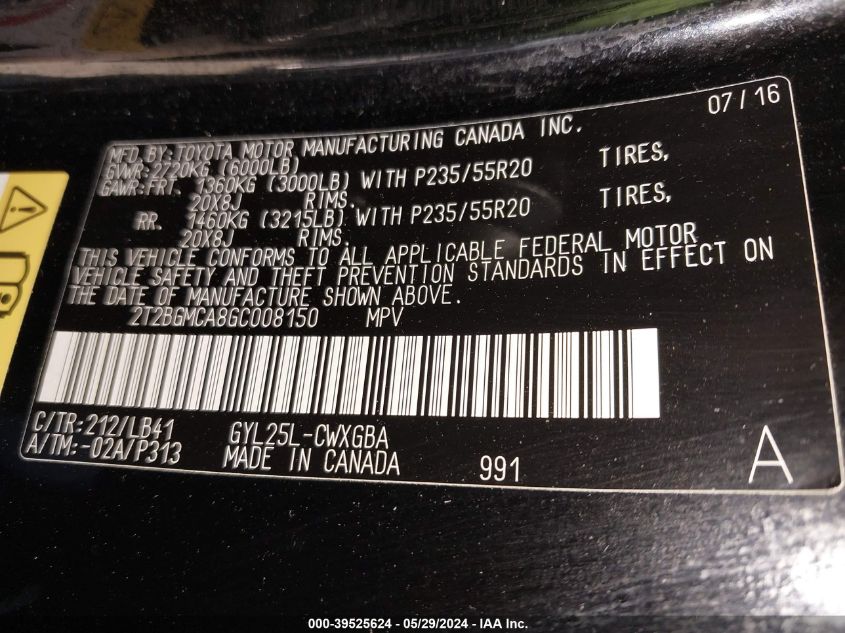 07/16
MFD. BY: TOYOTA MOTOR MANUFACTURING CANADA INC.
GVWR: 2720KG (6000LB)
GAWR: FRT. 1360KG (3000LB) WITH P235/55R20 TIRES,
20X8J RIMS.
RR. 1460KG (3215LB) WITH P235/55R20 TIRES,
20X8J RIMS.
THIS VEHICLE CONFORMS TO ALL APPLICABLE FEDERAL MOTOR
VEHICLE SAFETY AND THEFT PREVENTION STANDARDS IN EFFECT ON
THE DATE OF MANUFACTURE SHOWN ABOVE.
2T2BGMCA8GC008150 MPV
C/TR: 212/LB41 GYL25L-CWXGBA
A/TM: -02A/P313 MADE IN CANADA 991 A
000-39525624 - 05/29/2024 - IAA Inc.